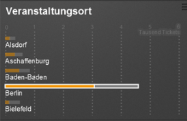 Veranstaltungsort
Alsdorf
Aschaffenburg
Baden-Baden
Berlin
Bielefeld